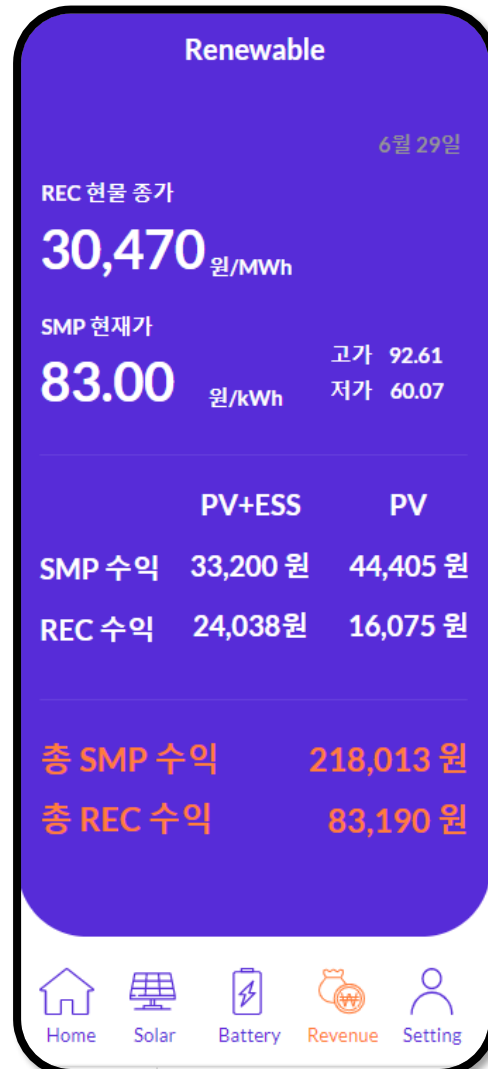 Renewable
6월 29일
REC 현물 종가
30,470 원/MWh
SMP 현재가
83.00 원/kWh
고가 92.61
저가 60.07
PV+ESS PV
SMP 수익 33,200 원 44,405 원
REC 수익 24,038원 16,075 원
총 SMP 수익 218,013 원
총 REC 수익 83,190 원
Home Solar Battery Revenue Setting